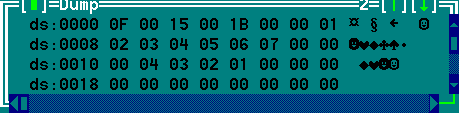 [■]=Dump 2=[↑][↓]
ds:0000 0F 00 15 00 1B 00 00 01 ☼ § ← ☺
ds:0008 02 03 04 05 06 07 00 00 ☻♥♦♣♠•
ds:0010 00 04 03 02 01 00 00 00 ♦♥☻☺
ds:0018 00 00 00 00 00 00 00 00